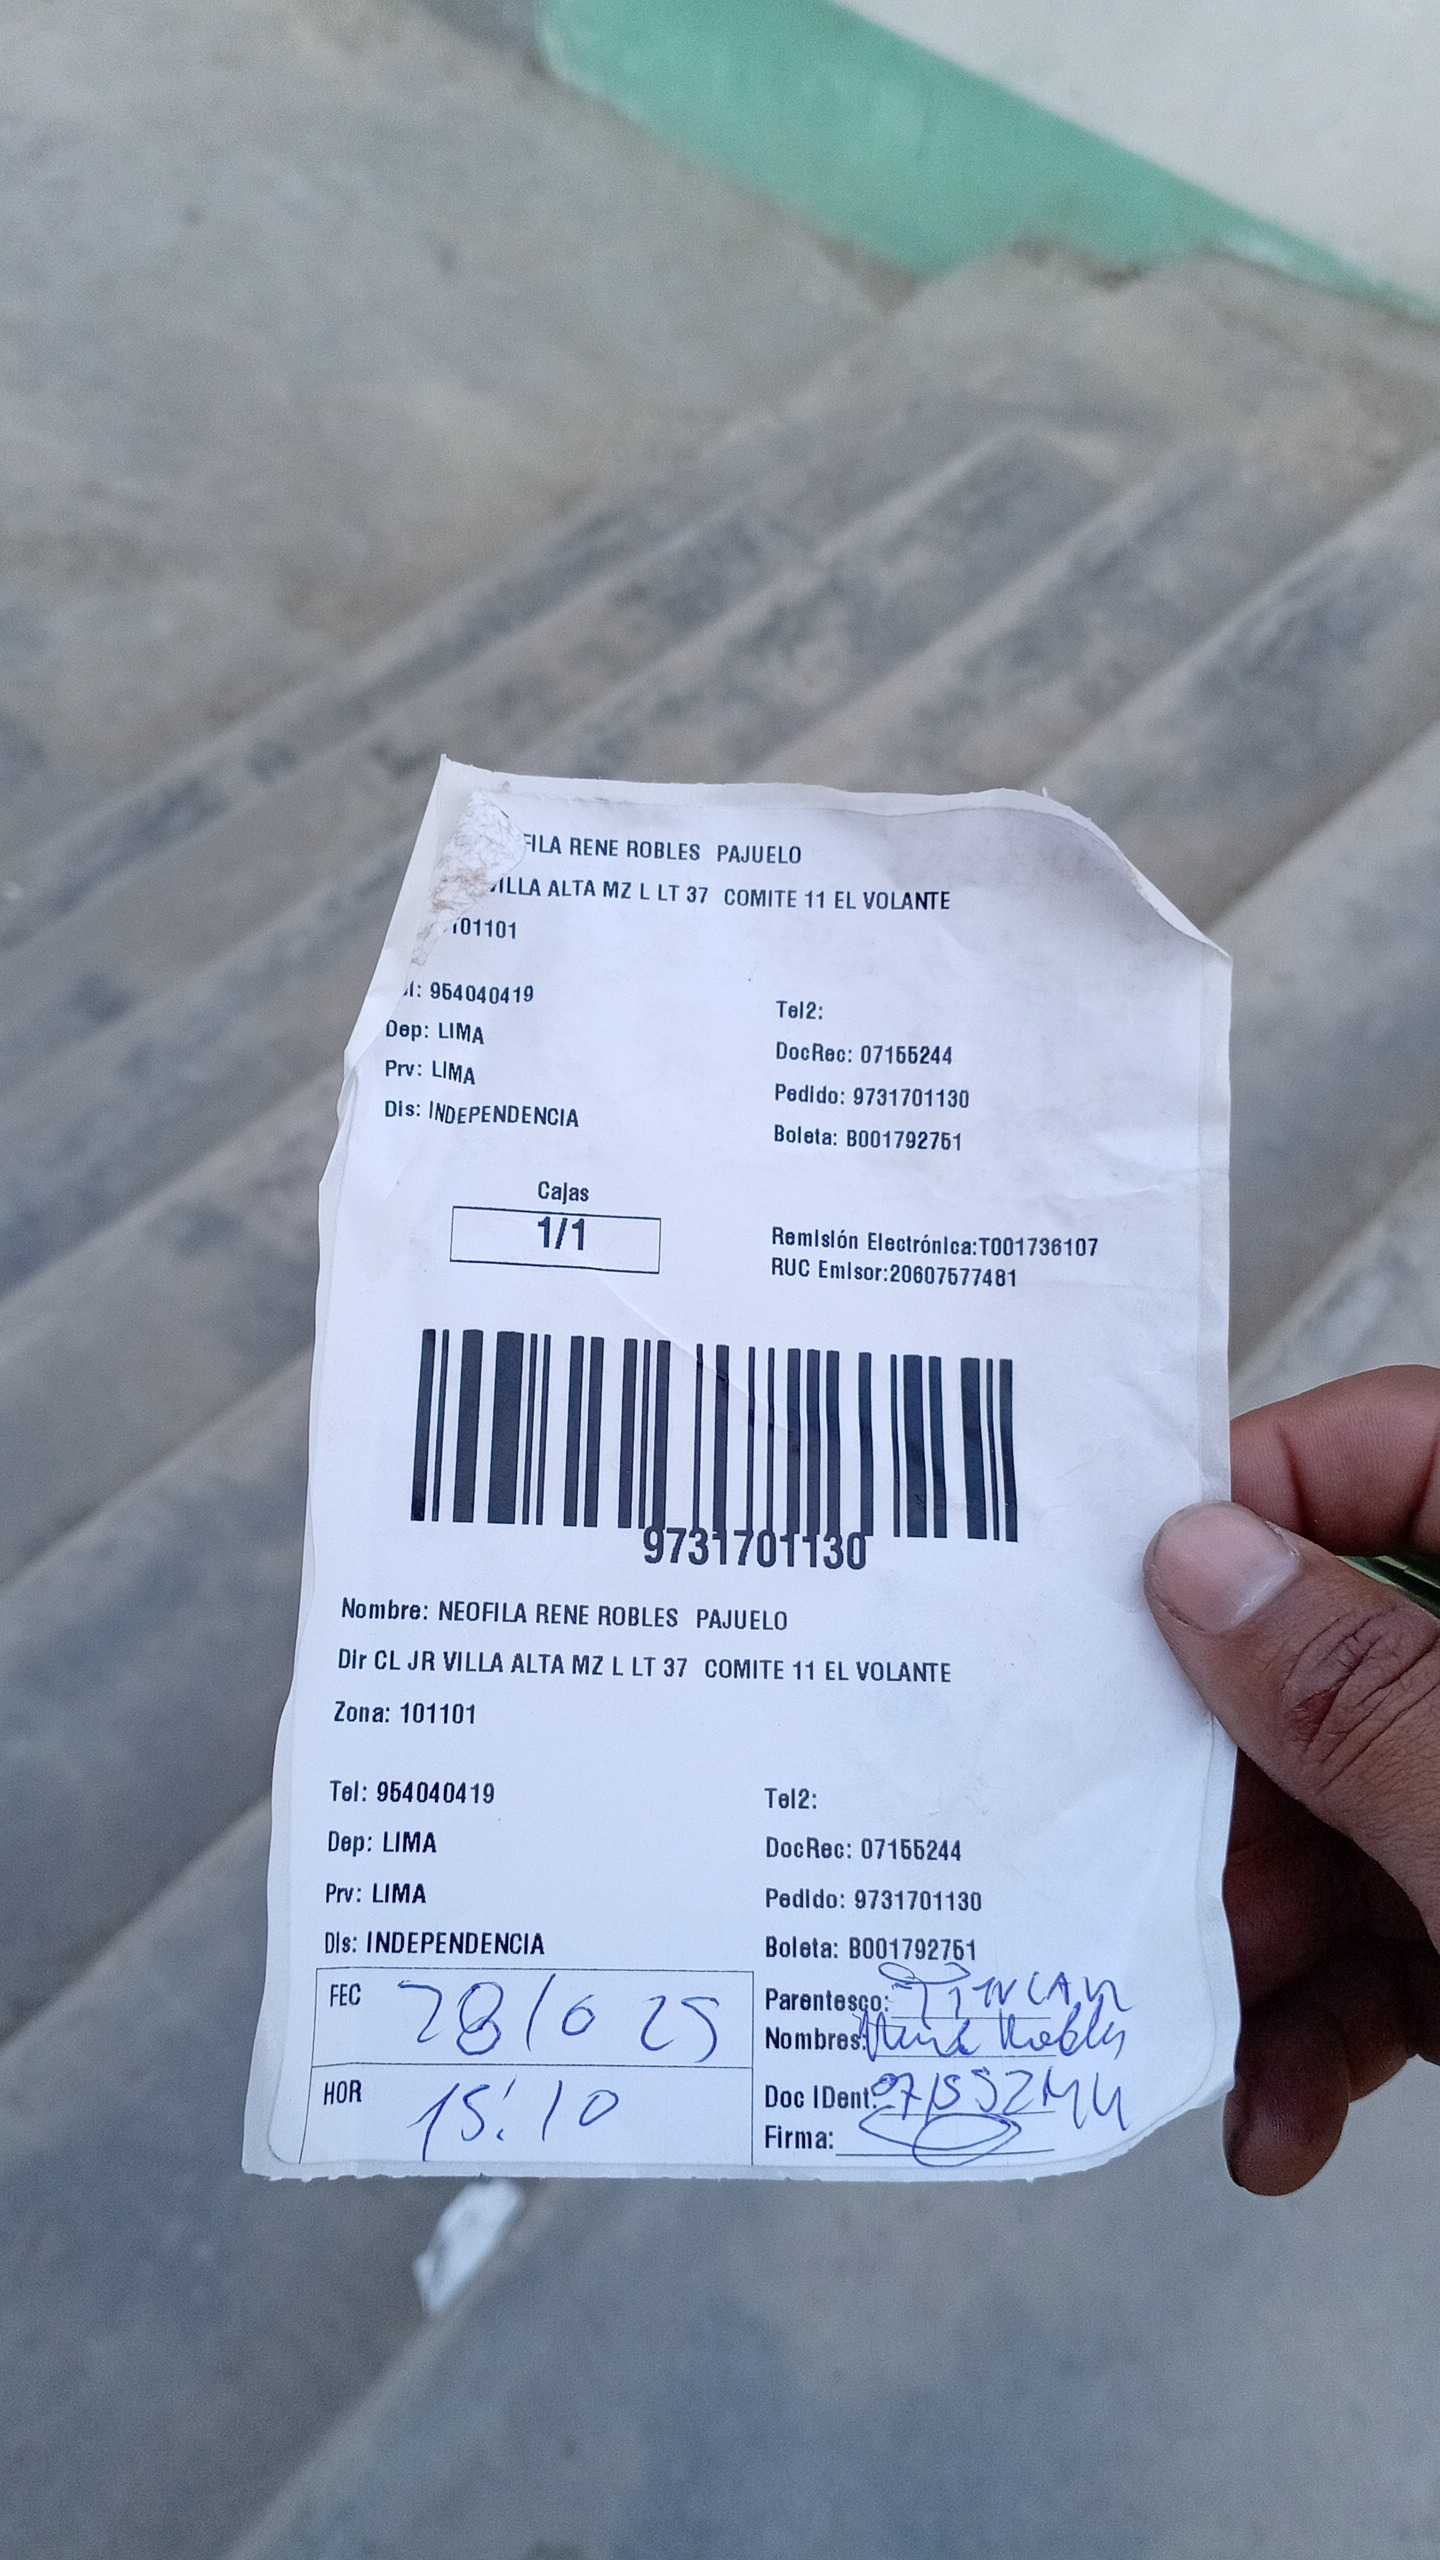 FILA RENE ROBLES PAJUELO
VILLA ALTA MZ L LT 37 COMITE 11 EL VOLANTE
101101
el: 954040419
Tel2:
Dep: LIMA
DocRec: 07155244
Prv: LIMA
Pedido: 9731701130
Dis: INDEPENDENCIA
Boleta: B001792751
Cajas
1/1
Remisión Electrónica:T001736107
RUC Emisor:20607577481
9731701130
Nombre: NEOFILA RENE ROBLES PAJUELO
Dir CL JR VILLA ALTA MZ L LT 37 COMITE 11 EL VOLANTE
Zona: 101101
Tel: 954040419
Tel2:
Dep: LIMA
DocRec: 07155244
Prv: LIMA
Pedido: 9731701130
Dis: INDEPENDENCIA
Boleta: B001792751
FEC 28/0 25
Parentesco:
Nombres: Robles
HOR 15:10
Doc IDent:
Firma: